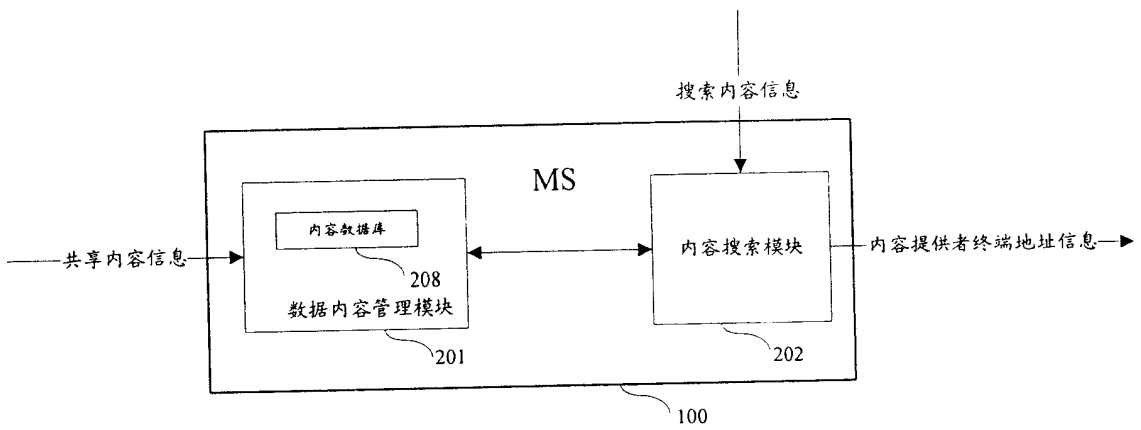 搜索内容信息
MS
内容数据库
共享内容信息
内容搜索模块
内容提供者终端地址信息
208
数据内容管理模块
201
202
100